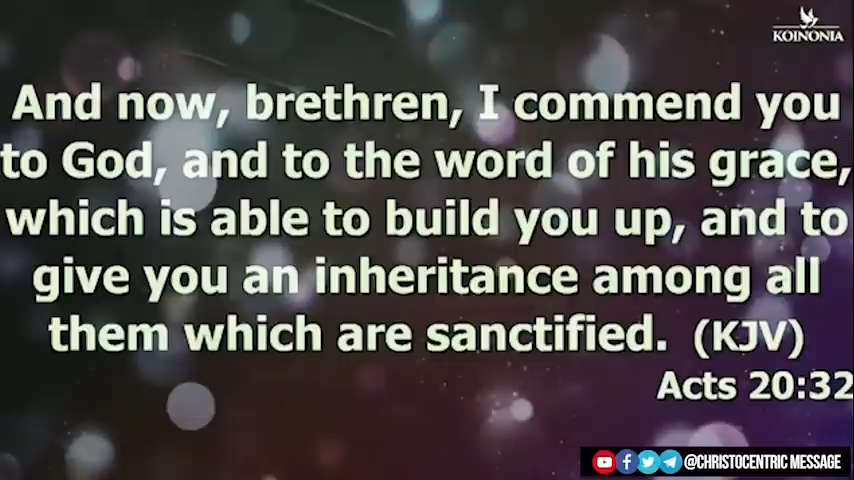 KOINONIA
And now, brethren, I commend you
to God, and to the word of his grace,
which is able to build you up, and to
give you an inheritance among all
them which are sanctified. (KJV)
Acts 20:32
@CHRISTOCENTRIC MESSAGE